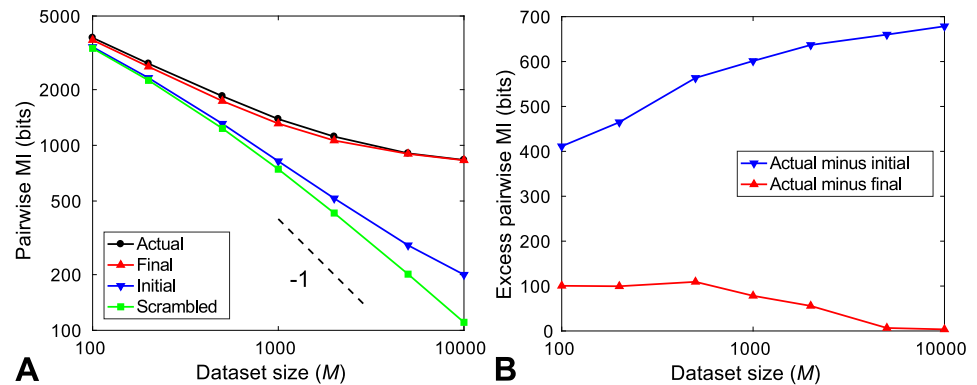 5000
2000
1000
500
200
100
Pairwise MI (bits)
Actual
Final
Initial
Scrambled
-1
100
1000
10000
Dataset size (M)
A
700
600
500
400
300
200
100
0
Excess pairwise MI (bits)
Actual minus initial
Actual minus final
100
1000
10000
Dataset size (M)
B